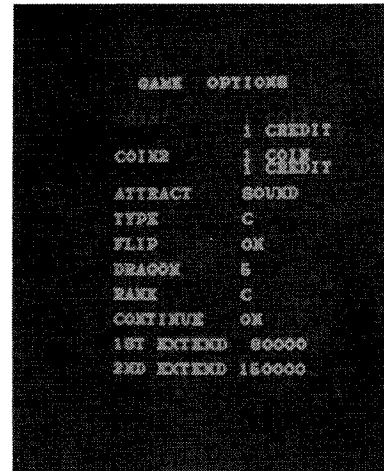 GAME OPTIONS
1 CREDIT
COIN2 1 COIN
1 CREDIT
ATTRACT SOUND
TYPE C
FLIP ON
DRAGON 5
RANK C
CONTINUE ON
1ST EXTEND 80000
2ND EXTEND 150000